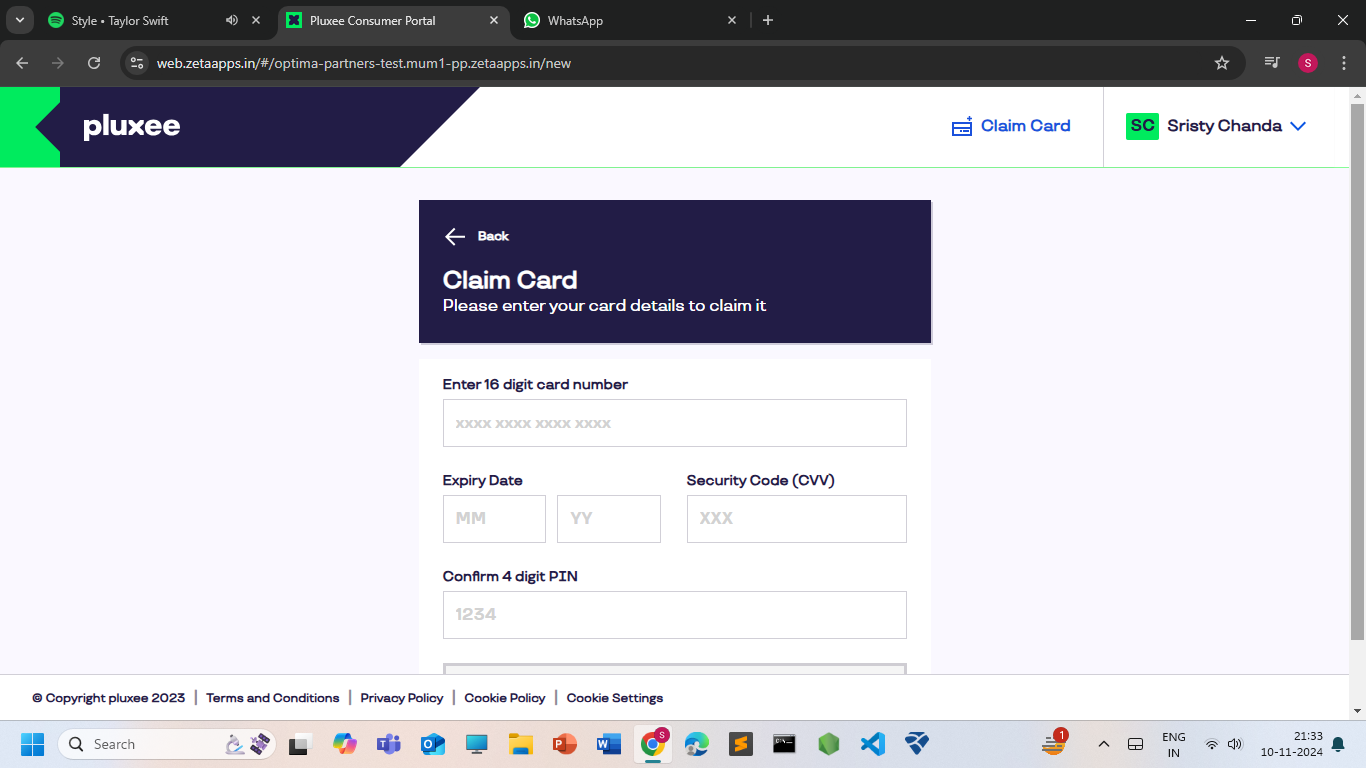 Style • Taylor Swift
Pluxee Consumer Portal
WhatsApp
web.zetaapps.in/#/optima-partners-test.mum1-pp.zetaapps.in/new
S
pluxee
Claim Card
SC Sristy Chanda
Back
Claim Card
Please enter your card details to claim it
Enter 16 digit card number
xxxx xxxx xxxx xxxx
Expiry Date
Security Code (CVV)
MM
YY
XXX
Confirm 4 digit PIN
1234
© Copyright pluxee 2023 | Terms and Conditions | Privacy Policy | Cookie Policy | Cookie Settings
Search
S
1
ENG
IN
21:33
10-11-2024